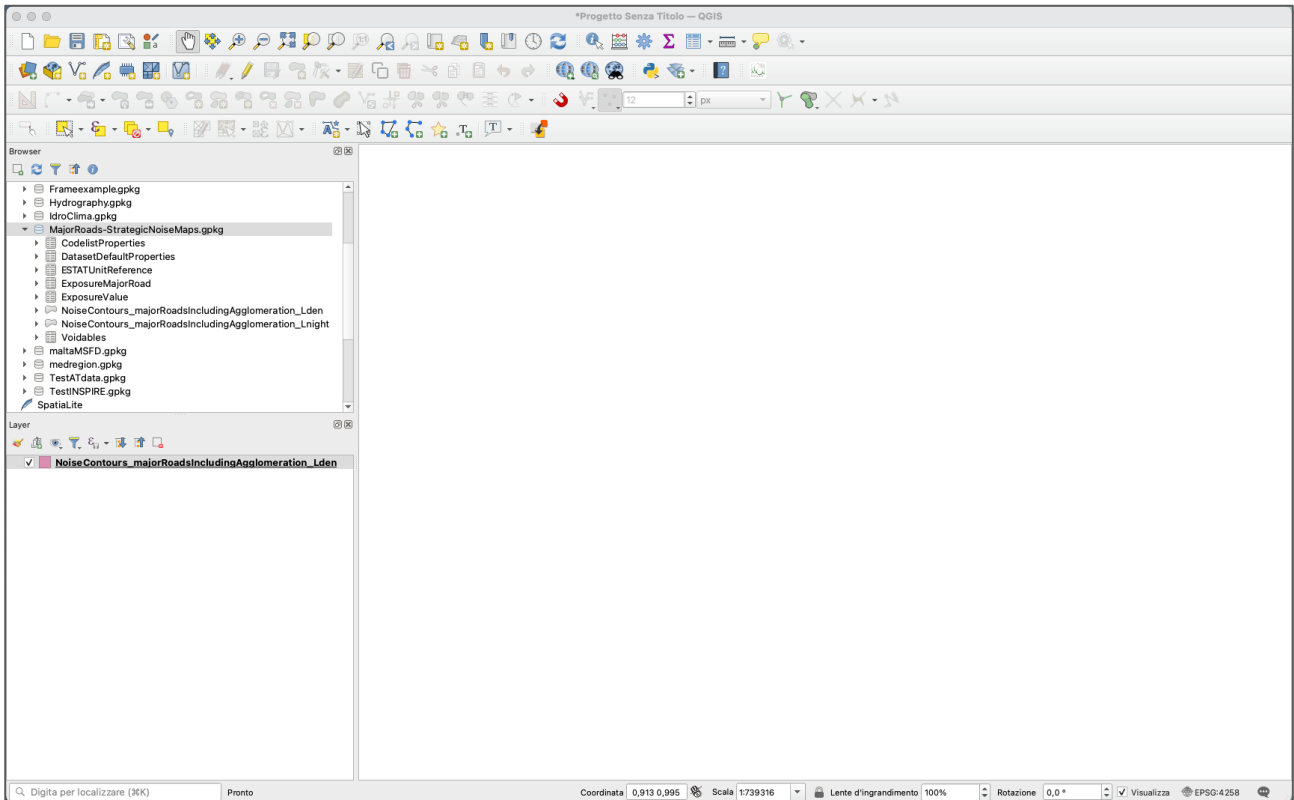 *Progetto Senza Titolo — QGIS
12
px
Browser
Frameexample.gpkg
Hydrography.gpkg
IdroClima.gpkg
MajorRoads-StrategicNoiseMaps.gpkg
CodelistProperties
DatasetDefaultProperties
ESTATUnitReference
ExposureMajorRoad
ExposureValue
NoiseContours_majorRoadsIncludingAgglomeration_Lden
NoiseContours_majorRoadsIncludingAgglomeration_Lnight
Voidables
maltaMSFD.gpkg
medregion.gpkg
TestATdata.gpkg
TestINSPIRE.gpkg
SpatiaLite
Layer
NoiseContours_majorRoadsIncludingAgglomeration_Lden
Digita per localizzare (⌘K) Pronto Coordinata 0,913 0,995 Scala 1:739316 Lente d'ingrandimento 100% Rotazione 0,0 ° Visualizza EPSG:4258